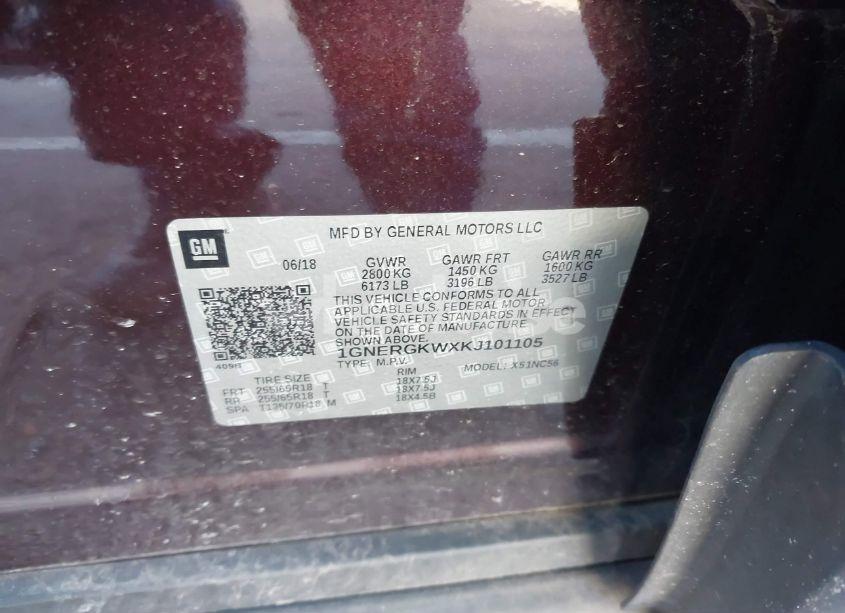 GM
MFD BY GENERAL MOTORS LLC
06/18
GVWR
2800 KG
6173 LB
GAWR FRT
1450 KG
3196 LB
GAWR RR
1600 KG
3527 LB
THIS VEHICLE CONFORMS TO ALL
APPLICABLE U.S. FEDERAL MOTOR
VEHICLE SAFETY STANDARDS IN EFFECT
ON THE DATE OF MANUFACTURE
SHOWN ABOVE.
1GNERGKWXKJ101105
TYPE: M.P.V. MODEL: X51NC56
TIRE SIZE RIM
FRT 255/65R18 T 18X7.5J
RR 255/65R18 T 18X7.5J
SPA T135/70R18 M 18X4.5B